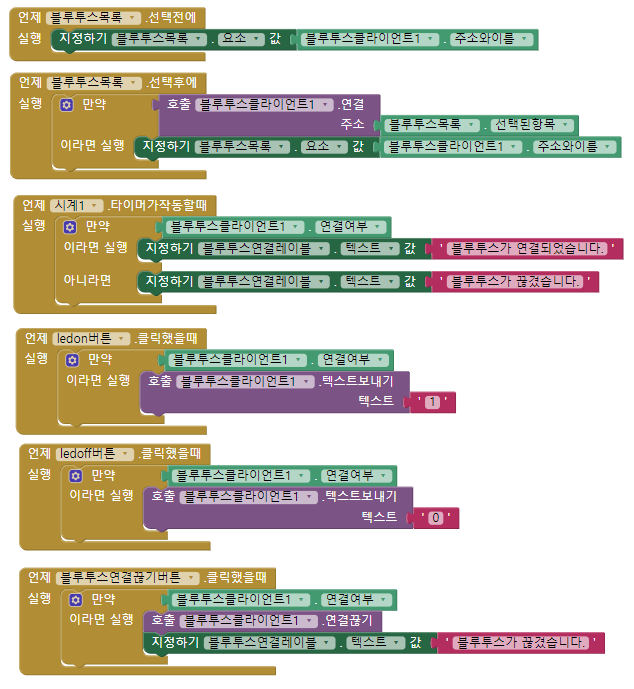 언제 블루투스목록 .선택전에
실행 지정하기 블루투스목록 . 요소 값 블루투스클라이언트1 . 주소와이름
언제 블루투스목록 .선택후에
실행 만약 호출 블루투스클라이언트1 .연결
주소 블루투스목록 . 선택된항목
이라면 실행 지정하기 블루투스목록 . 요소 값 블루투스클라이언트1 . 주소와이름
언제 시계1 .타이머가작동할때
실행 만약 블루투스클라이언트1 . 연결여부
이라면 실행 지정하기 블루투스연결레이블 . 텍스트 값 " 블루투스가 연결되었습니다. "
아니라면 지정하기 블루투스연결레이블 . 텍스트 값 " 블루투스가 끊겼습니다. "
언제 ledon버튼 .클릭했을때
실행 만약 블루투스클라이언트1 . 연결여부
이라면 실행 호출 블루투스클라이언트1 .텍스트보내기
텍스트 " 1 "
언제 ledoff버튼 .클릭했을때
실행 만약 블루투스클라이언트1 . 연결여부
이라면 실행 호출 블루투스클라이언트1 .텍스트보내기
텍스트 " 0 "
언제 블루투스연결끊기버튼 .클릭했을때
실행 만약 블루투스클라이언트1 . 연결여부
이라면 실행 호출 블루투스클라이언트1 .연결끊기
지정하기 블루투스연결레이블 . 텍스트 값 " 블루투스가 끊겼습니다. "